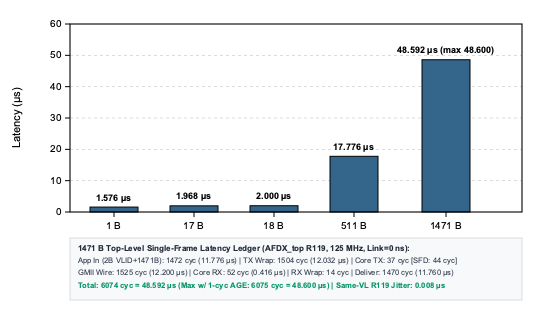 60
50
40
30
20
10
0
Latency (µs)
1.576 µs
1.968 µs
2.000 µs
17.776 µs
48.592 µs (max 48.600)
1 B
17 B
18 B
511 B
1471 B
1471 B Top-Level Single-Frame Latency Ledger (AFDX_top R119, 125 MHz, Link=0 ns):
App In (2B VLID+1471B): 1472 cyc (11.776 µs) | TX Wrap: 1504 cyc (12.032 µs) | Core TX: 37 cyc [SFD: 44 cyc]
GMII Wire: 1525 cyc (12.200 µs) | Core RX: 52 cyc (0.416 µs) | RX Wrap: 14 cyc | Deliver: 1470 cyc (11.760 µs)
Total: 6074 cyc = 48.592 µs (Max w/ 1-cyc AGE: 6075 cyc = 48.600 µs) | Same-VL R119 Jitter: 0.008 µs